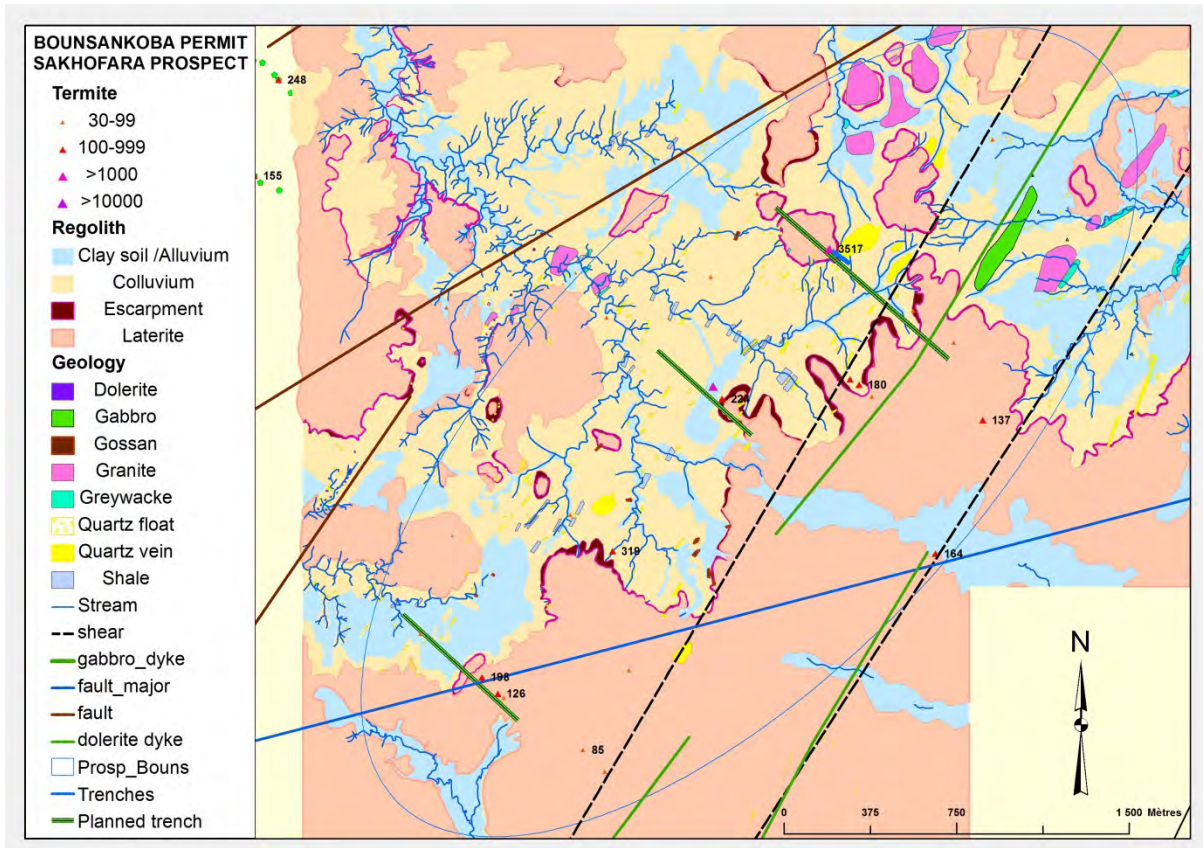 BOUNSANKOBA PERMIT
SAKHOFARA PROSPECT
Termite
30-99
100-999
>1000
>10000
Regolith
Clay soil /Alluvium
Colluvium
Escarpment
Laterite
Geology
Dolerite
Gabbro
Gossan
Granite
Greywacke
Quartz float
Quartz vein
Shale
Stream
shear
gabbro_dyke
fault_major
fault
dolerite dyke
Prosp_Bouns
Trenches
Planned trench
248
155
3517
180
224
137
319
164
198
126
85
N
0 375 750 1 500 Mètres